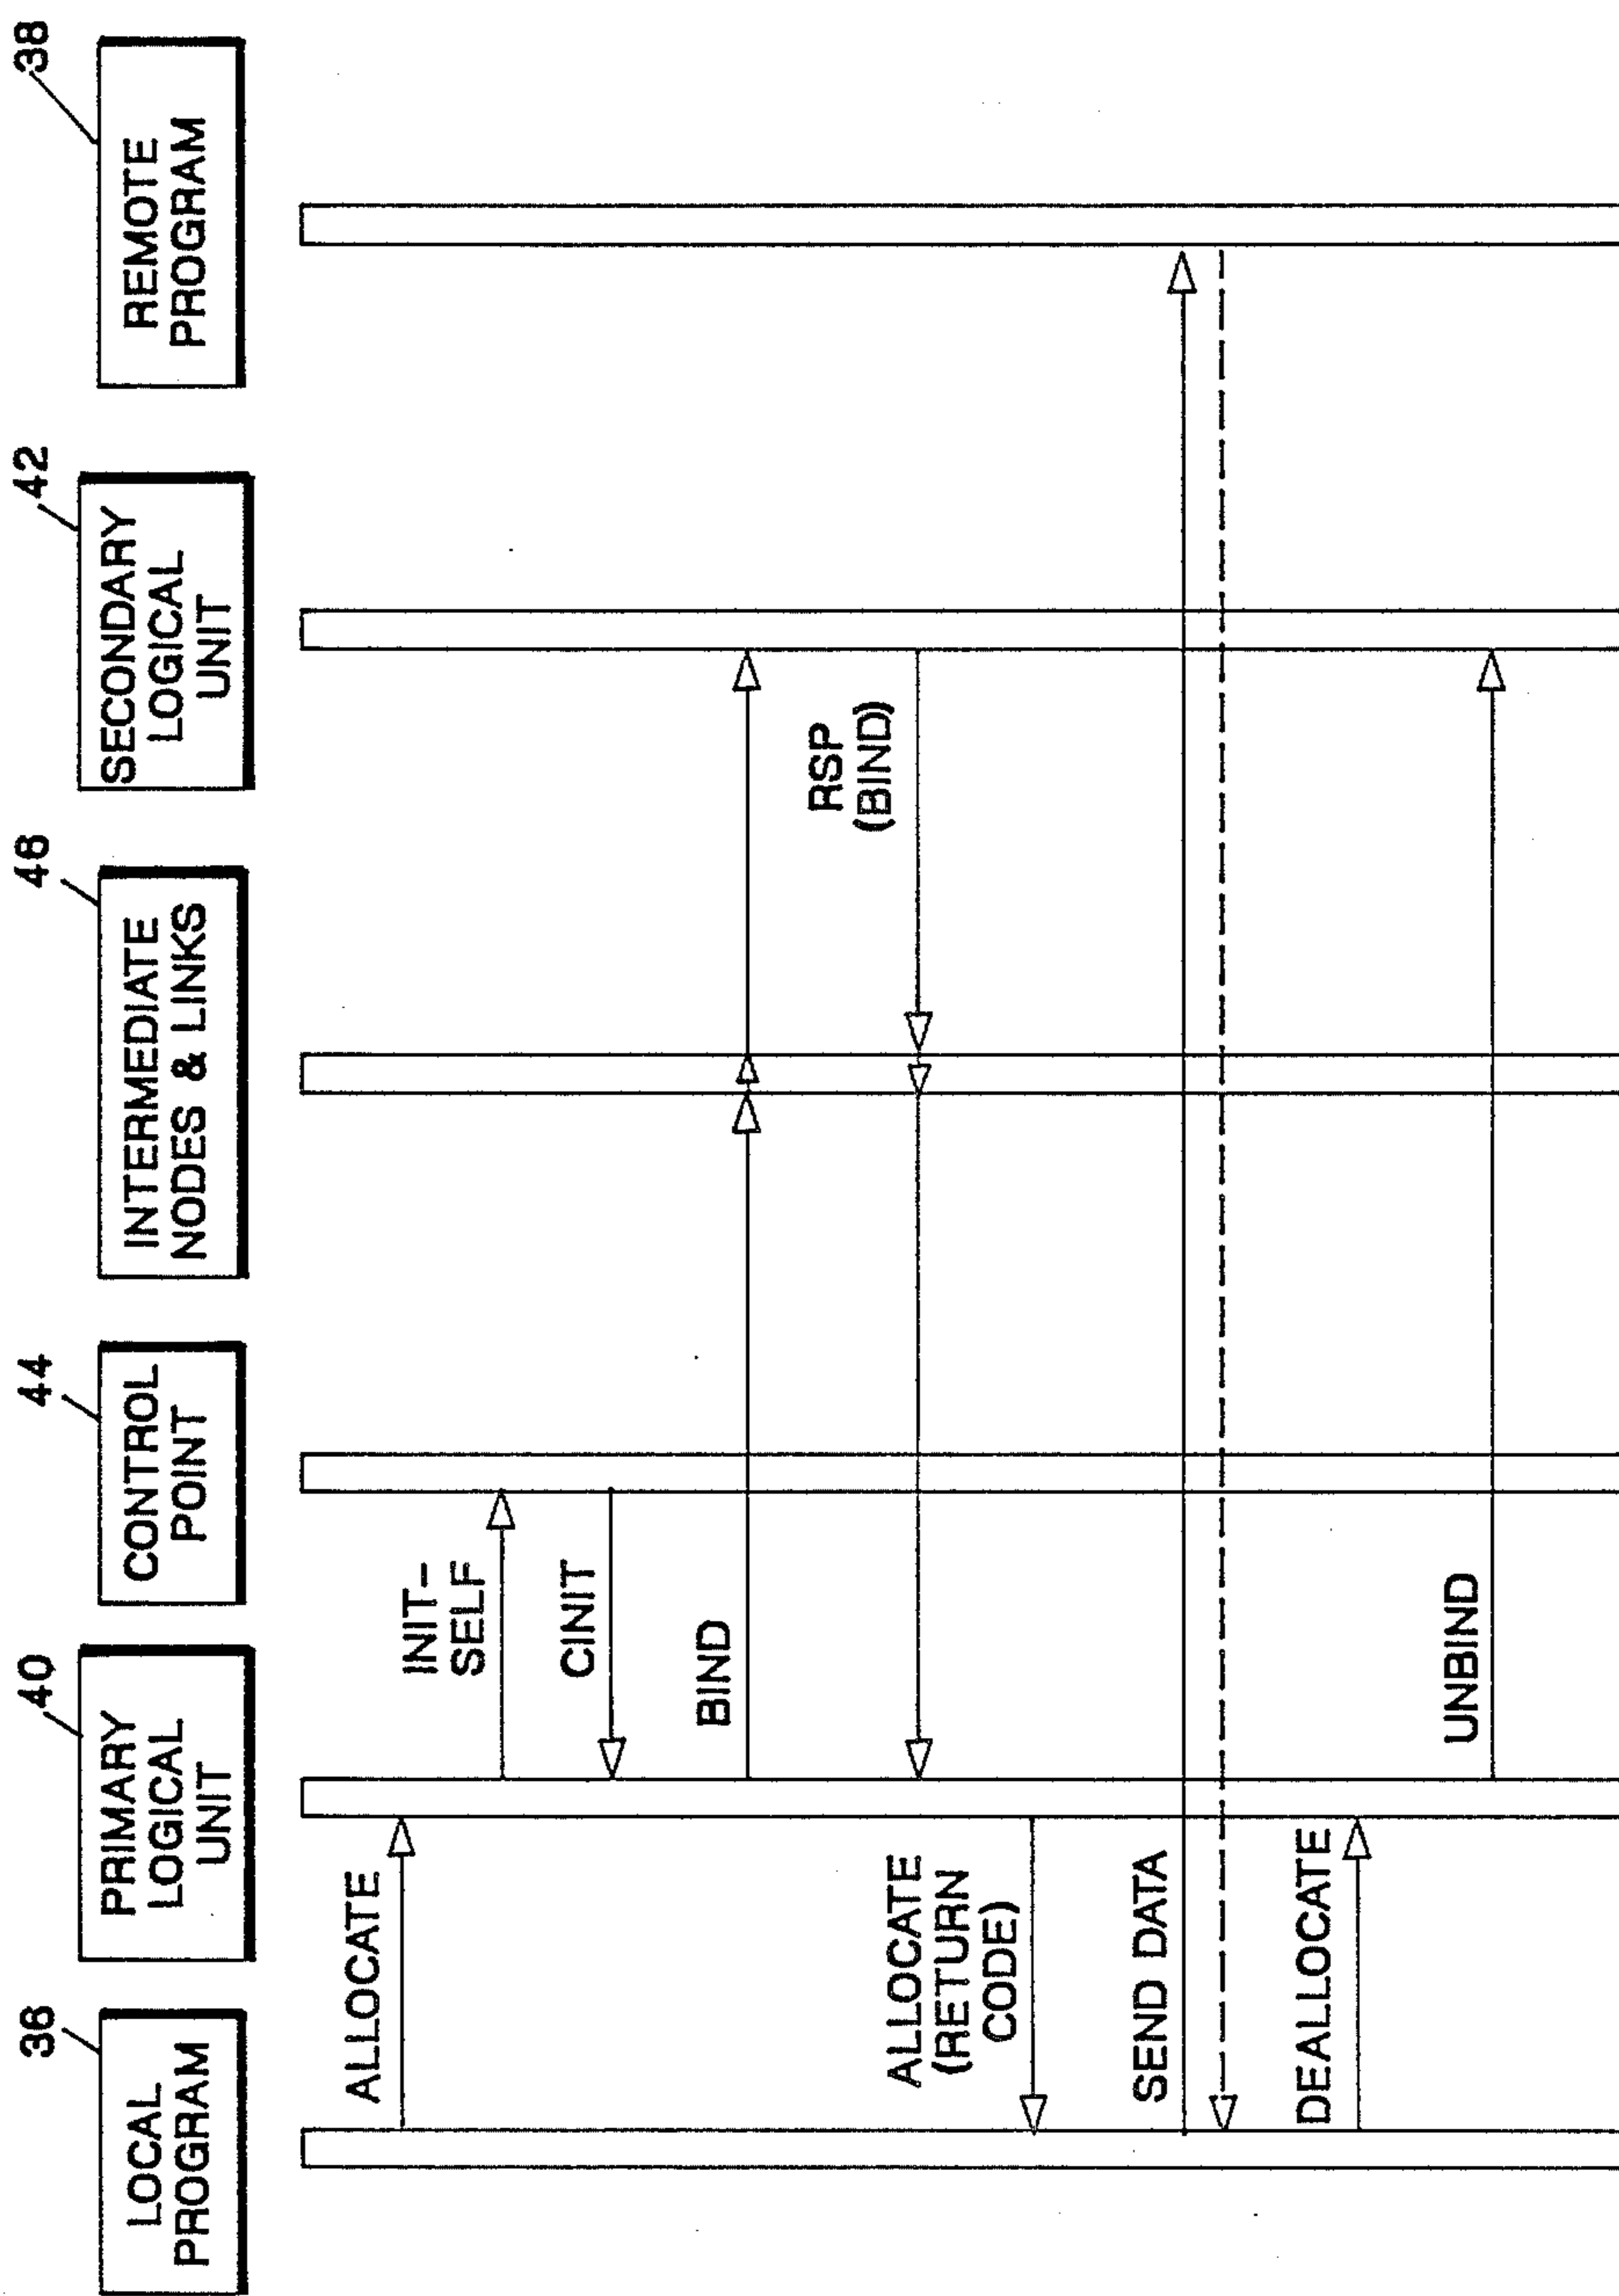 36
LOCAL
PROGRAM
40
PRIMARY
LOGICAL
UNIT
44
CONTROL
POINT
46
INTERMEDIATE
NODES & LINKS
42
SECONDARY
LOGICAL
UNIT
38
REMOTE
PROGRAM
ALLOCATE
INIT-
SELF
CINIT
BIND
RSP
(BIND)
ALLOCATE
(RETURN
CODE)
SEND DATA
DEALLOCATE
UNBIND